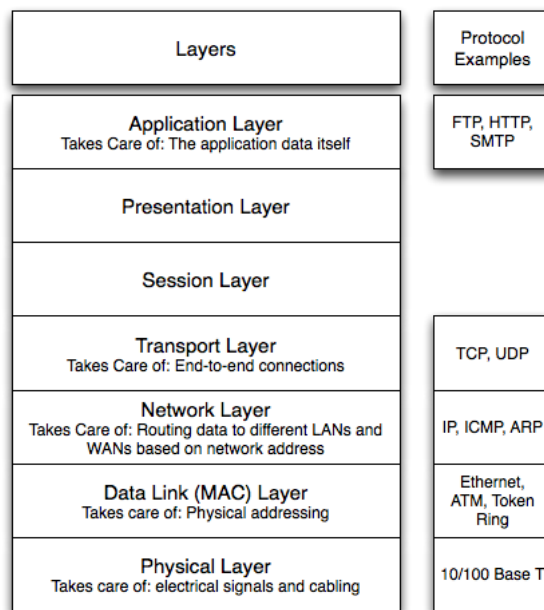 Layers
Protocol
Examples
Application Layer
Takes Care of: The application data itself
FTP, HTTP,
SMTP
Presentation Layer
Session Layer
Transport Layer
Takes Care of: End-to-end connections
TCP, UDP
Network Layer
Takes Care of: Routing data to different LANs and
WANs based on network address
IP, ICMP, ARP
Data Link (MAC) Layer
Takes care of: Physical addressing
Ethernet,
ATM, Token
Ring
Physical Layer
Takes care of: electrical signals and cabling
10/100 Base T